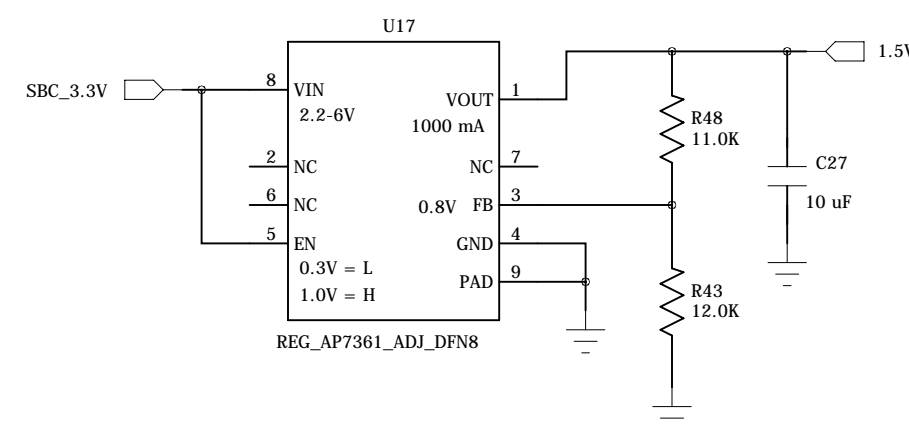 U17
SBC_3.3V
8
VIN
2.2-6V
VOUT
1
1000 mA
1.5V
R48
11.0K
2
NC
NC
7
C27
10 uF
6
NC
0.8V FB
3
5
EN
GND
4
0.3V = L
1.0V = H
PAD
9
R43
12.0K
REG_AP7361_ADJ_DFN8